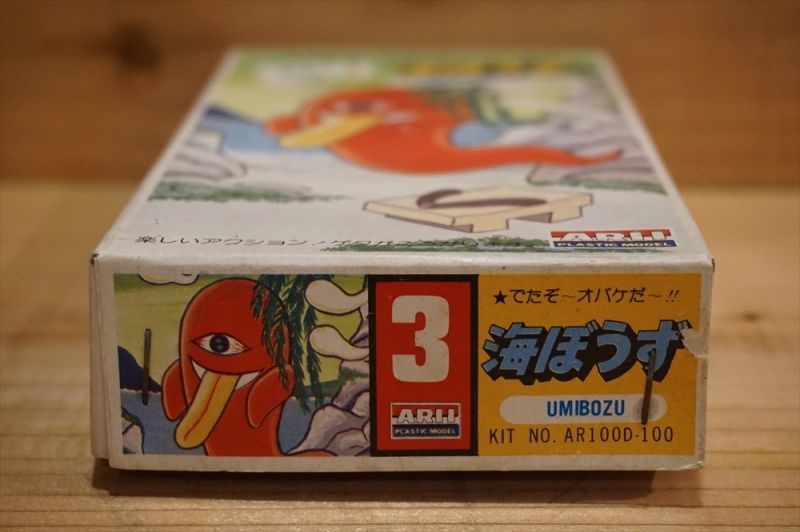 楽しいアクション
ARII
PLASTIC MODEL
3
ARII
PLASTIC MODEL
★でたぞ〜オバケだ〜!!
海ぼうず
UMIBOZU
KIT NO. AR100D-100